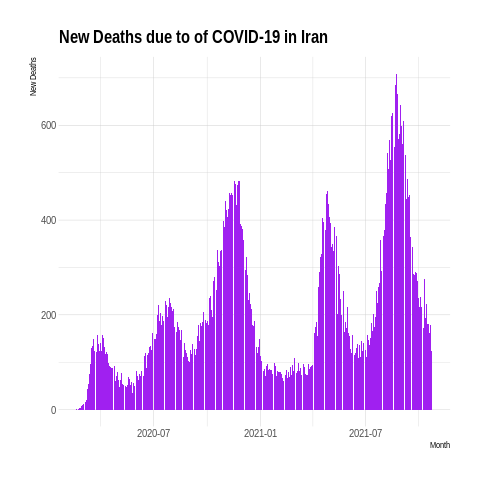 New Deaths due to of COVID-19 in Iran
New Deaths
600
400
200
0
2020-07
2021-01
2021-07
Month